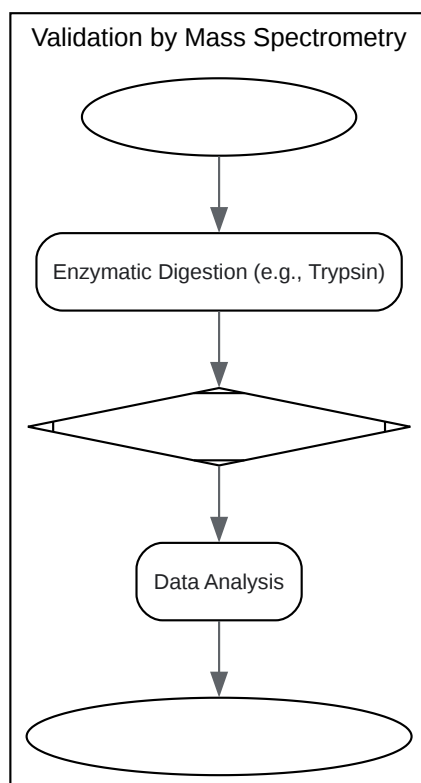 Validation by Mass Spectrometry
Enzymatic Digestion (e.g., Trypsin)
Data Analysis